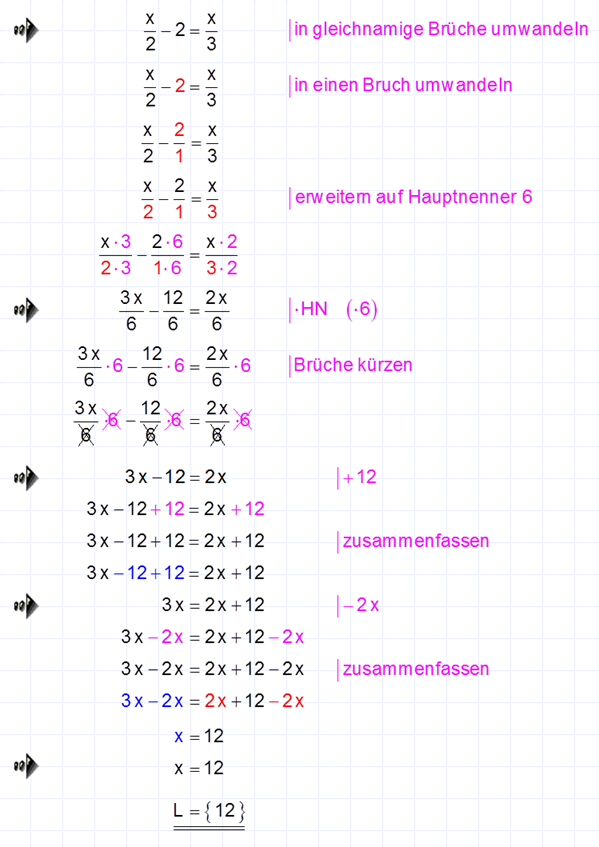 x/2 − 2 = x/3 |in gleichnamige Brüche umwandeln
x/2 − 2 = x/3 |in einen Bruch umwandeln
x/2 − 2/1 = x/3
x/2 − 2/1 = x/3 |erweitern auf Hauptnenner 6
x·3/2·3 − 2·6/1·6 = x·2/3·2
3x/6 − 12/6 = 2x/6 |·HN (·6)
3x/6 ·6 − 12/6 ·6 = 2x/6 ·6 |Brüche kürzen
3x/6 ·6 − 12/6 ·6 = 2x/6 ·6
3x − 12 = 2x |+12
3x − 12 + 12 = 2x + 12
3x − 12 + 12 = 2x + 12 |zusammenfassen
3x − 12 + 12 = 2x + 12
3x = 2x + 12 |− 2x
3x − 2x = 2x + 12 − 2x
3x − 2x = 2x + 12 − 2x |zusammenfassen
3x − 2x = 2x + 12 − 2x
x = 12
x = 12
L = {12}